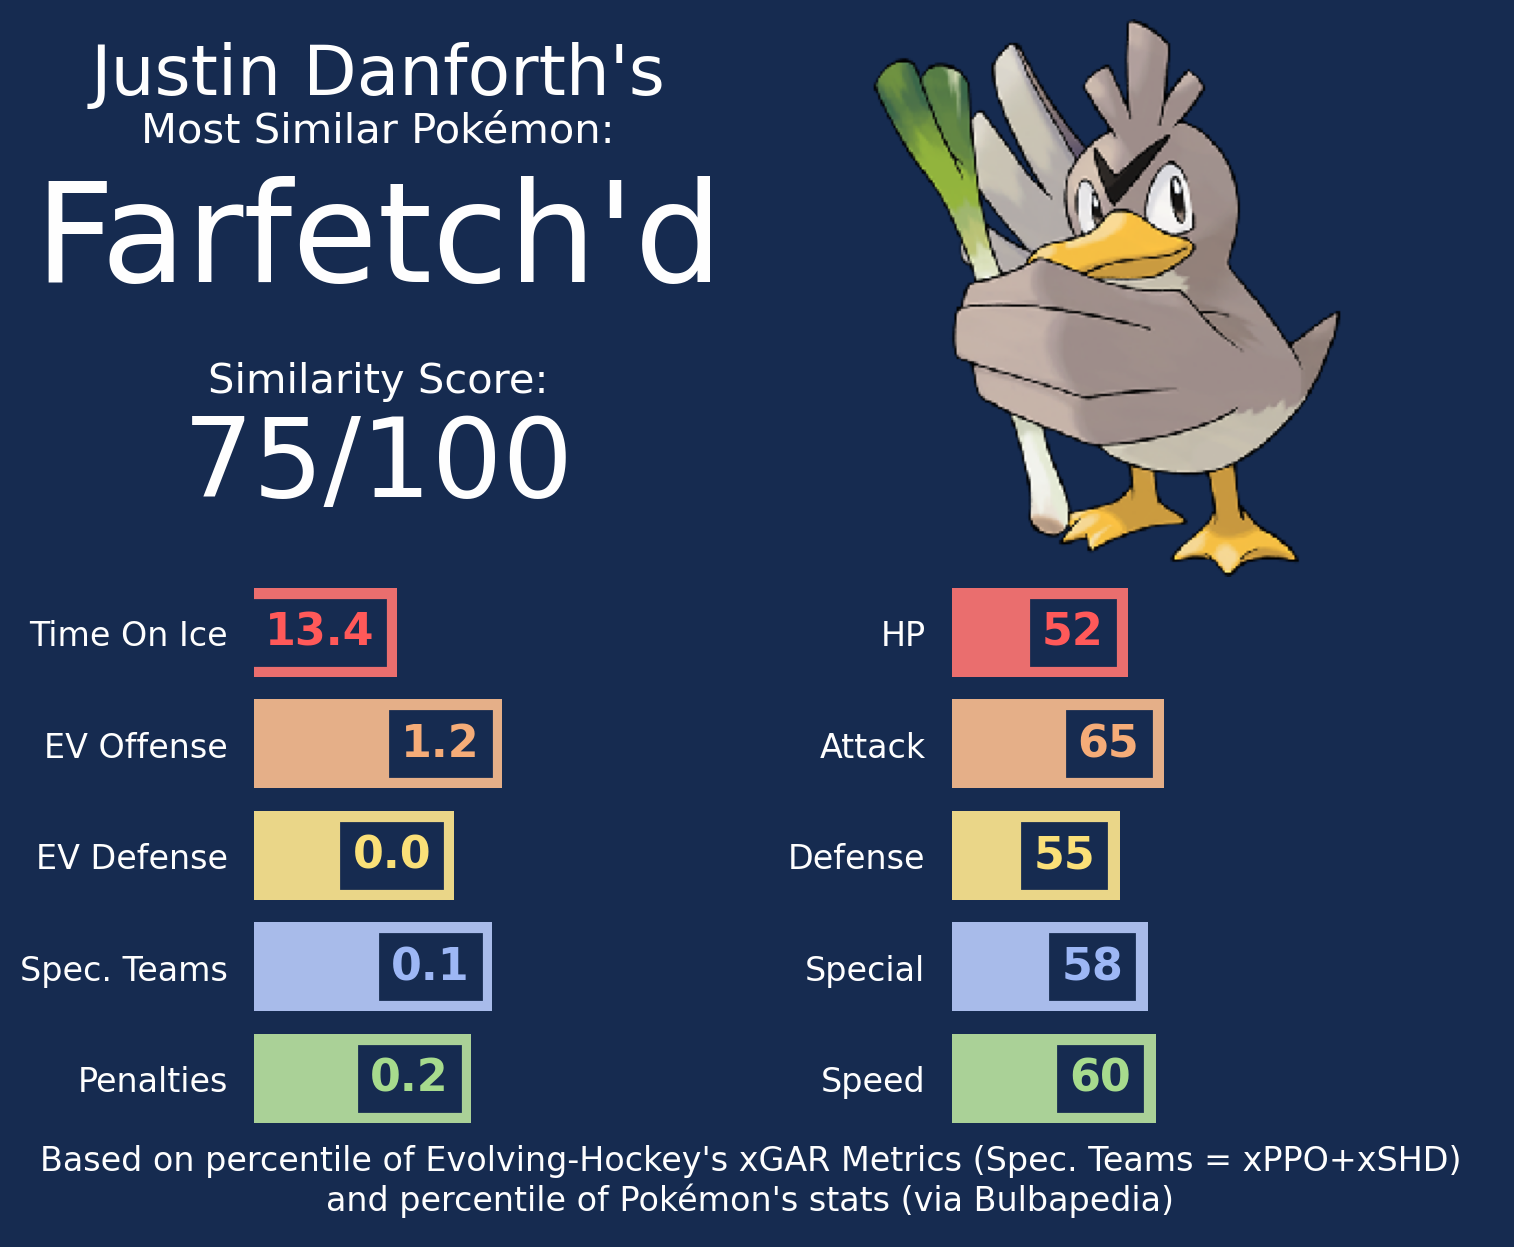 Justin Danforth's
Most Similar Pokémon:
Farfetch'd
Similarity Score:
75/100
Time On Ice 13.4
EV Offense 1.2
EV Defense 0.0
Spec. Teams 0.1
Penalties 0.2
HP 52
Attack 65
Defense 55
Special 58
Speed 60
Based on percentile of Evolving-Hockey's xGAR Metrics (Spec. Teams = xPPO+xSHD)
and percentile of Pokémon's stats (via Bulbapedia)